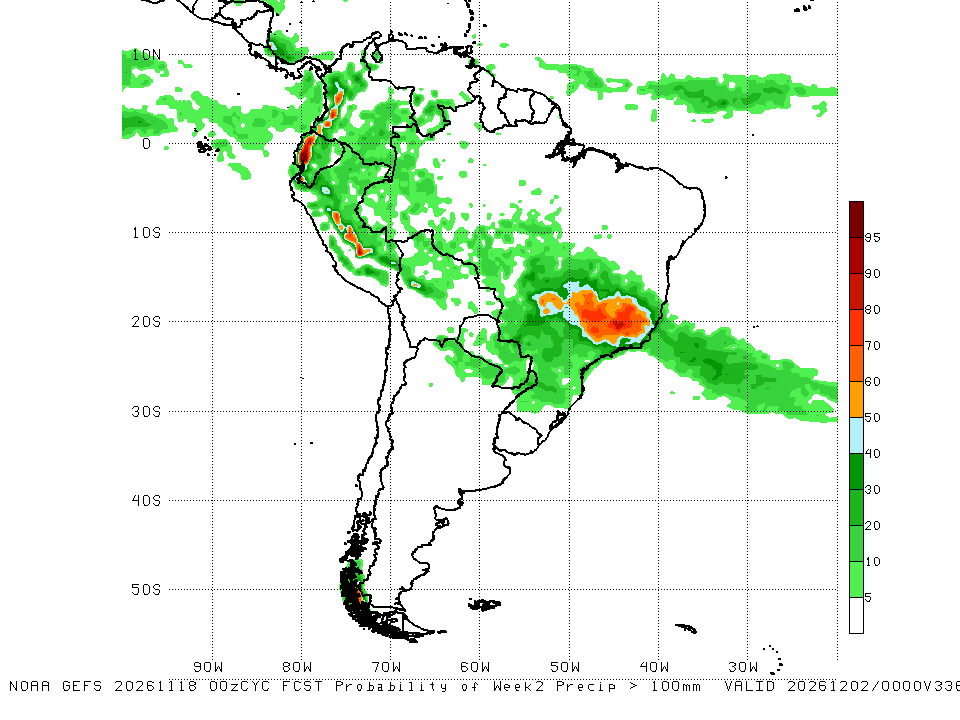 10N
0
10S
20S
30S
40S
50S
95
90
80
70
60
50
40
30
20
10
5
90W 80W 70W 60W 50W 40W 30W
NOAA GEFS 20261118 00zCYC FCST Probability of Week2 Precip > 100mm VALID 20261202/0000V336